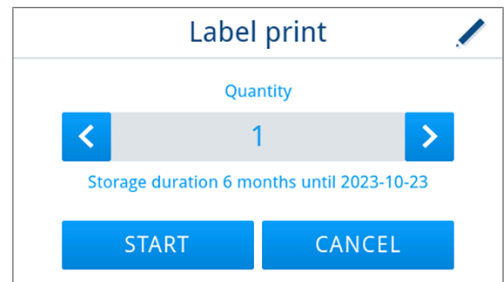 Label print
Quantity
1
Storage duration 6 months until 2023-10-23
START
CANCEL